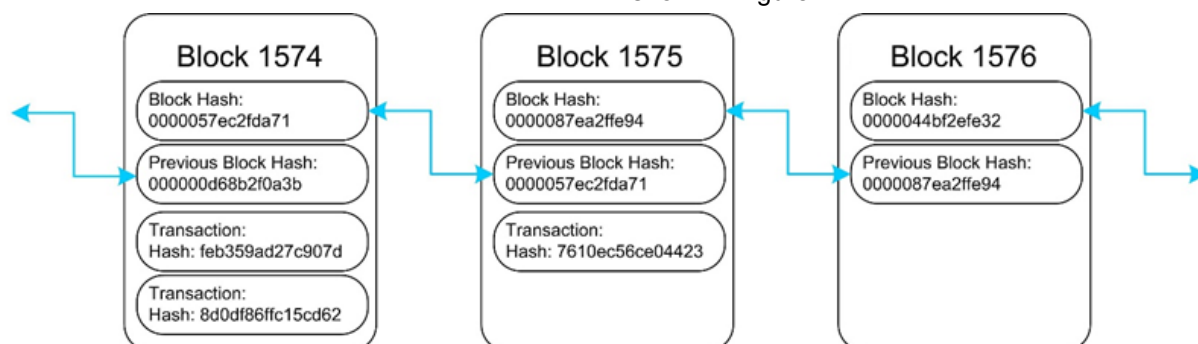 Block 1574
Block Hash:
0000057ec2fda71
Previous Block Hash:
000000d68b2f0a3b
Transaction:
Hash: feb359ad27c907d
Transaction:
Hash: 8d0df86ffc15cd62
Block 1575
Block Hash:
0000087ea2ffe94
Previous Block Hash:
0000057ec2fda71
Transaction:
Hash: 7610ec56ce04423
Block 1576
Block Hash:
0000044bf2efe32
Previous Block Hash:
0000087ea2ffe94